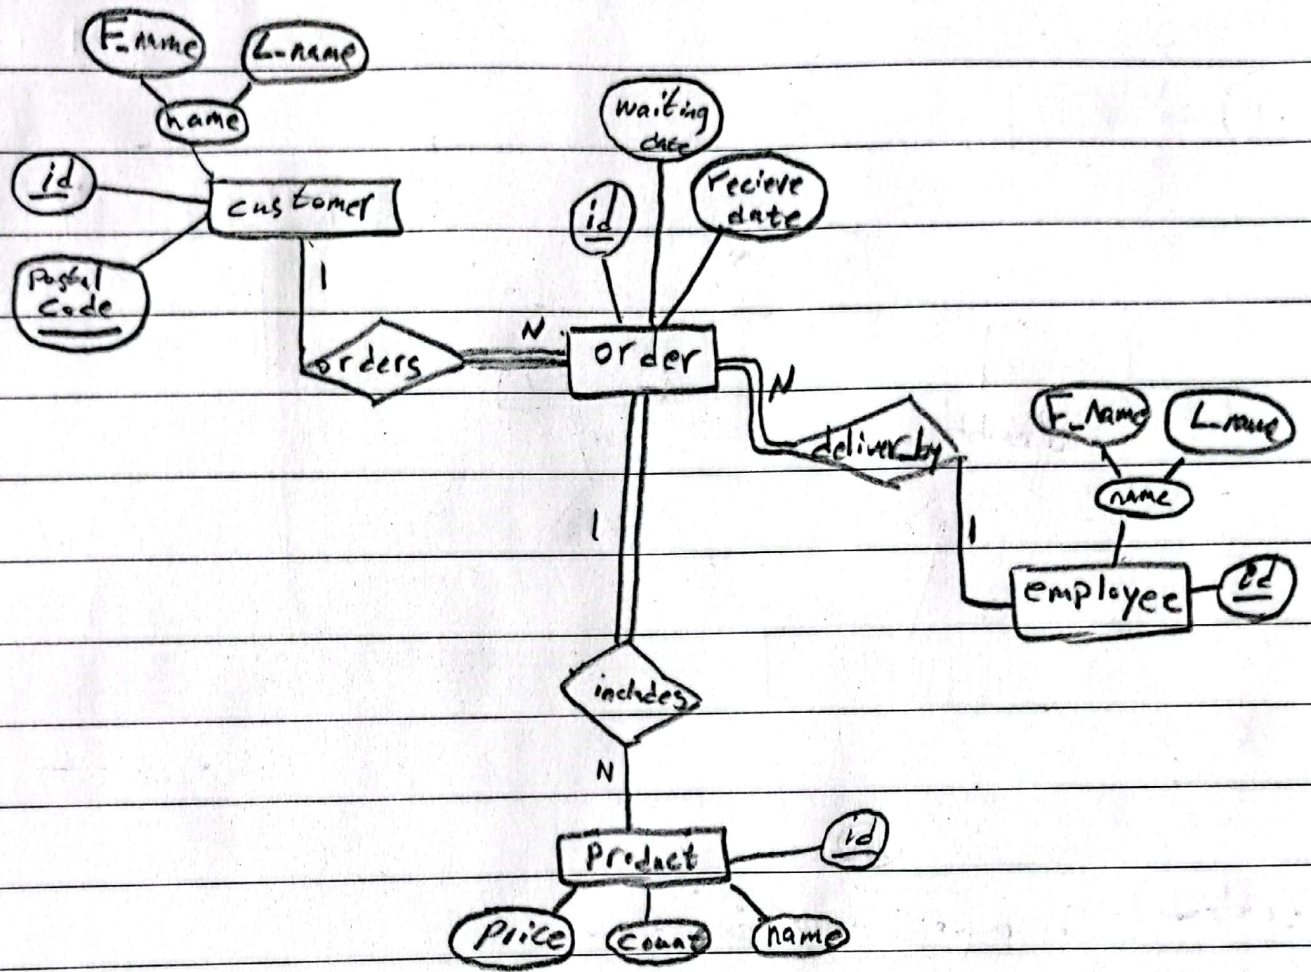 F_name
L_name
name
id
customer
Postal
code
1
orders
N
waiting
date
recieve
date
id
order
N
deliver_by
1
F_name
L_name
name
employee
id
1
includes
N
Product
id
Price
count
name